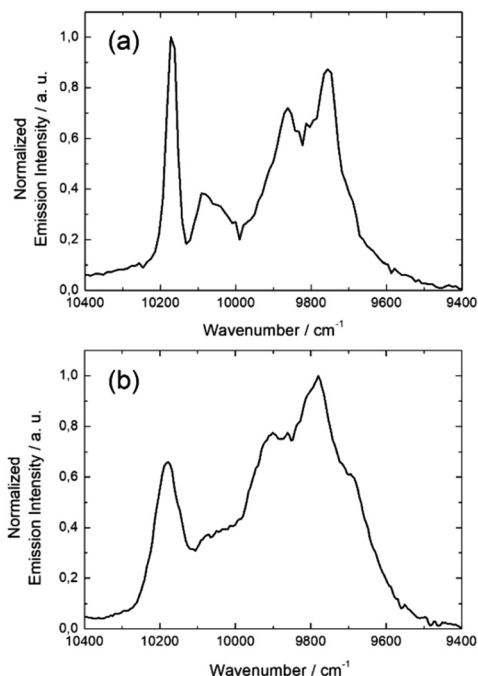 (a)
Normalized
Emission Intensity / a. u.
1,0
0,8
0,6
0,4
0,2
0,0
10400 10200 10000 9800 9600 9400
Wavenumber / cm⁻¹
(b)
Normalized
Emission Intensity / a. u.
1,0
0,8
0,6
0,4
0,2
0,0
10400 10200 10000 9800 9600 9400
Wavenumber / cm⁻¹